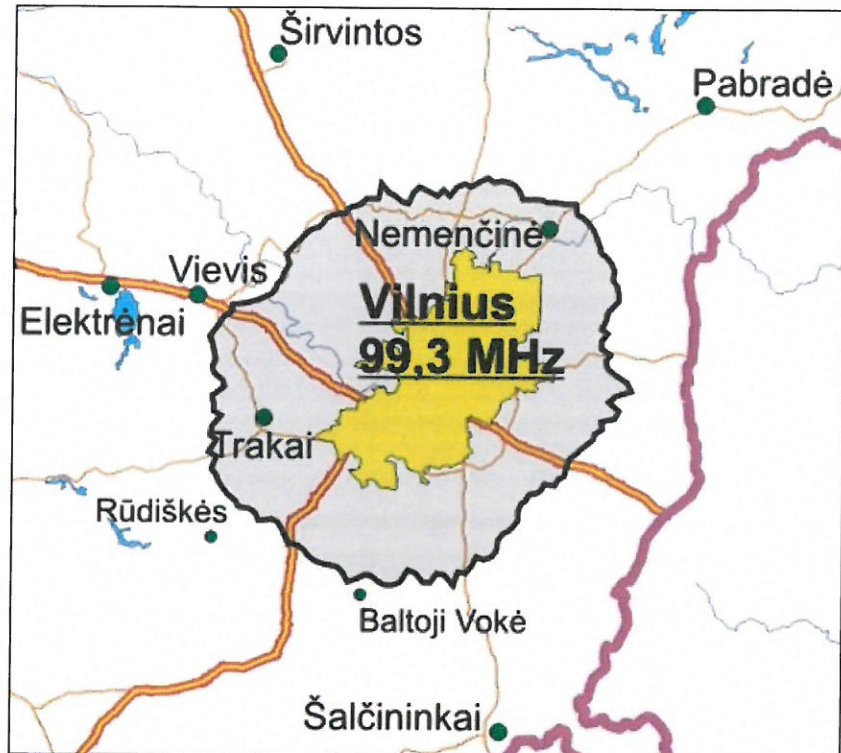 Širvintos
Pabradė
Nemenčinė
Vievis
Elektrėnai
Vilnius
99,3 MHz
Trakai
Rūdiškės
Baltoji Vokė
Šalčininkai